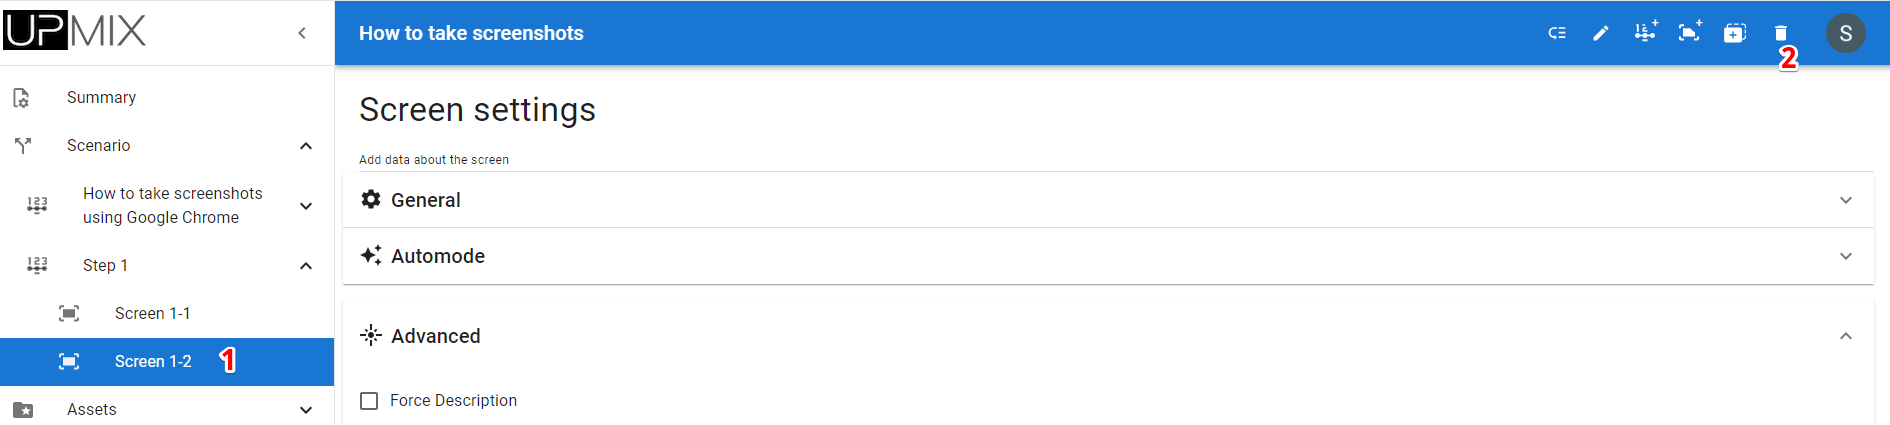 UPMIX
How to take screenshots
S
2
Summary
Scenario
How to take screenshots
using Google Chrome
Step 1
Screen 1-1
Screen 1-2
1
Assets
Screen settings
Add data about the screen
General
Automode
Advanced
Force Description